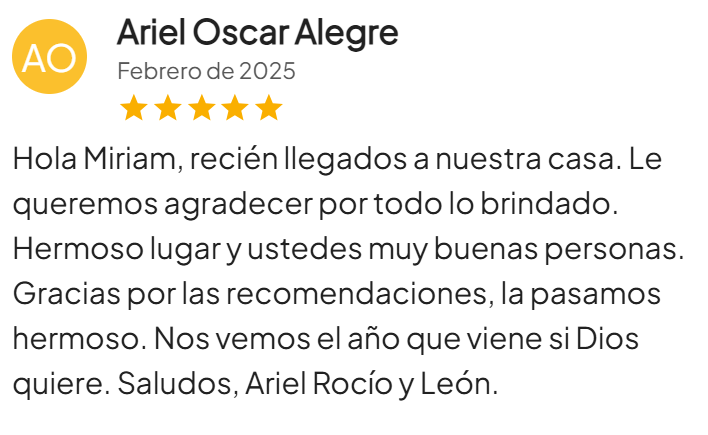 AO
Ariel Oscar Alegre
Febrero de 2025
Hola Miriam, recién llegados a nuestra casa. Le
queremos agradecer por todo lo brindado.
Hermoso lugar y ustedes muy buenas personas.
Gracias por las recomendaciones, la pasamos
hermoso. Nos vemos el año que viene si Dios
quiere. Saludos, Ariel Rocío y León.